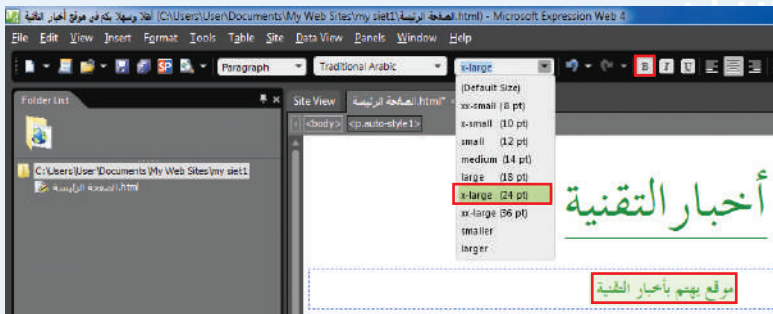 أهلا وسهلا بكم في موقع أخبار التقنية (C:\Users\User\Documents\My Web Sites\my siet1\الصفحة الرئيسة.html) - Microsoft Expression Web 4
File Edit View Insert Format Tools Table Site Data View Panels Window Help
Paragraph Traditional Arabic x-large B I U
Folder List Site View الصفحة الرئيسة.html*
<body> <p.auto-style1>
(Default Size)
xx-small (8 pt)
x-small (10 pt)
small (12 pt)
medium (14 pt)
large (18 pt)
x-large (24 pt)
xx-large (36 pt)
smaller
larger
C:\Users\User\Documents\My Web Sites\my siet1
الصفحة الرئيسة.html
أخبار التقنية
موقع يهتم بأخبار التقنية